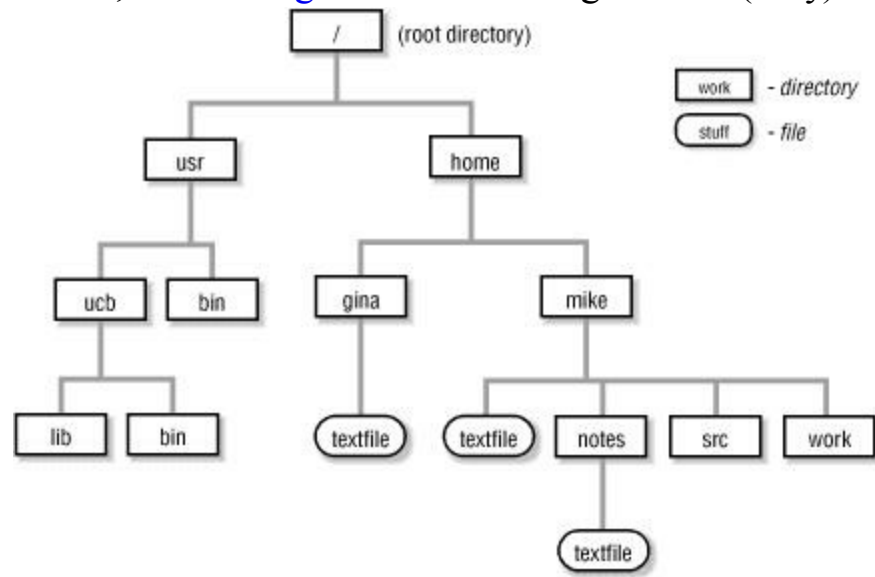 / (root directory)
work - directory
stuff - file
usr home
ucb bin gina mike
lib bin textfile textfile notes src work
textfile